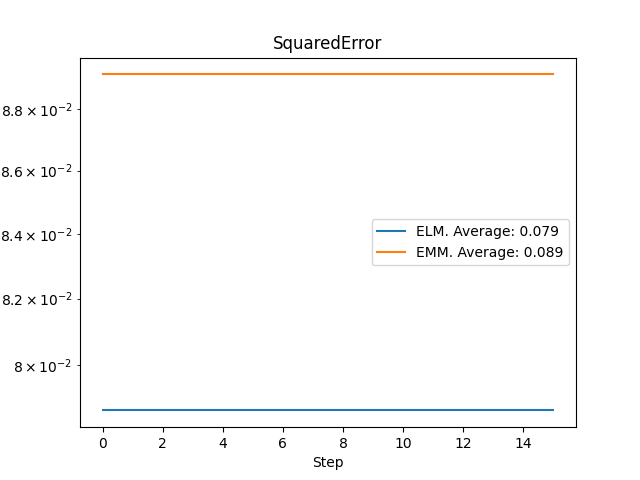 SquaredError
8.8 × 10⁻²
8.6 × 10⁻²
8.4 × 10⁻²
8.2 × 10⁻²
8 × 10⁻²
ELM. Average: 0.079
EMM. Average: 0.089
0 2 4 6 8 10 12 14
Step